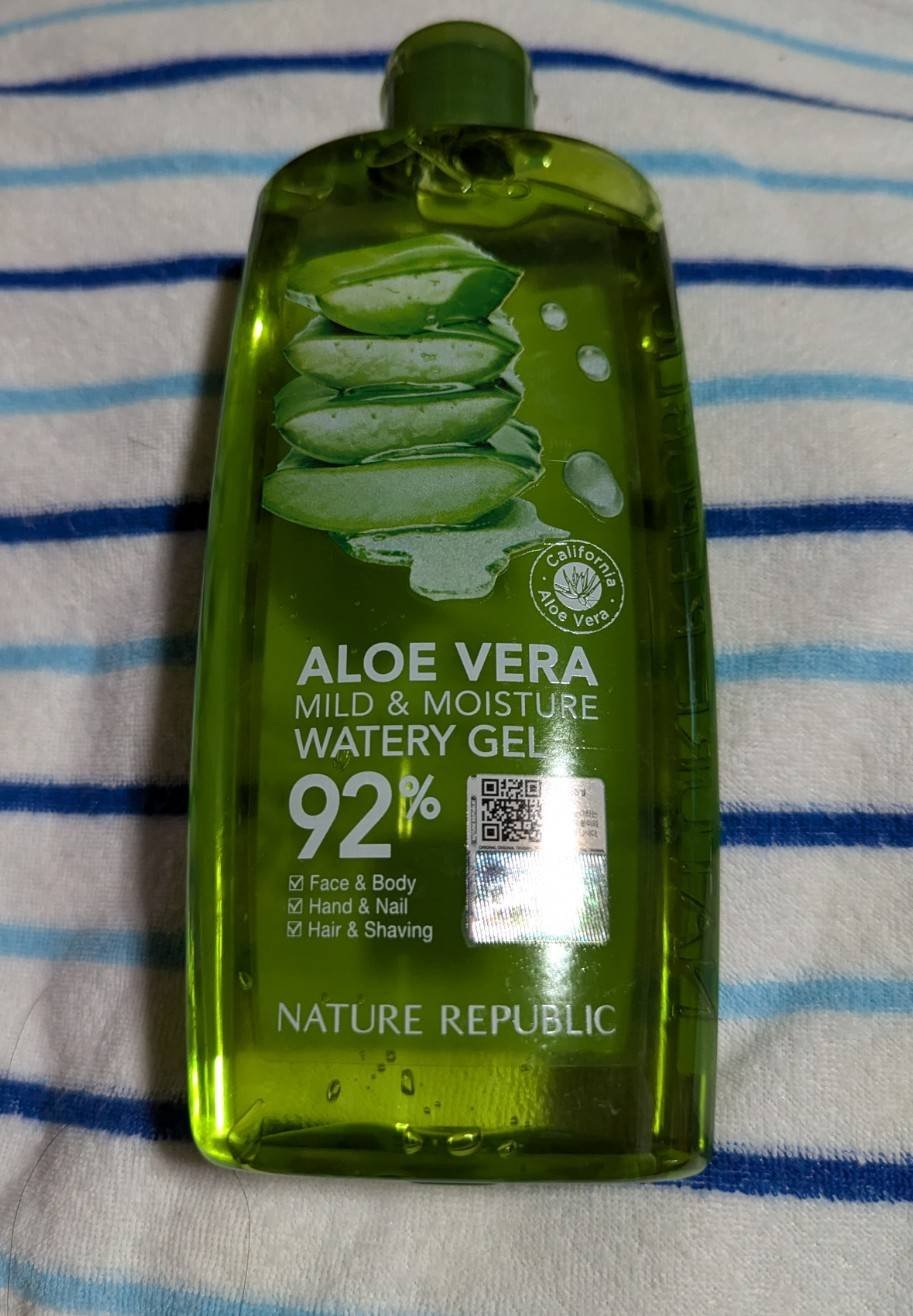 California
Aloe Vera
ALOE VERA
MILD & MOISTURE
WATERY GEL
92%
Face & Body
Hand & Nail
Hair & Shaving
NATURE REPUBLIC